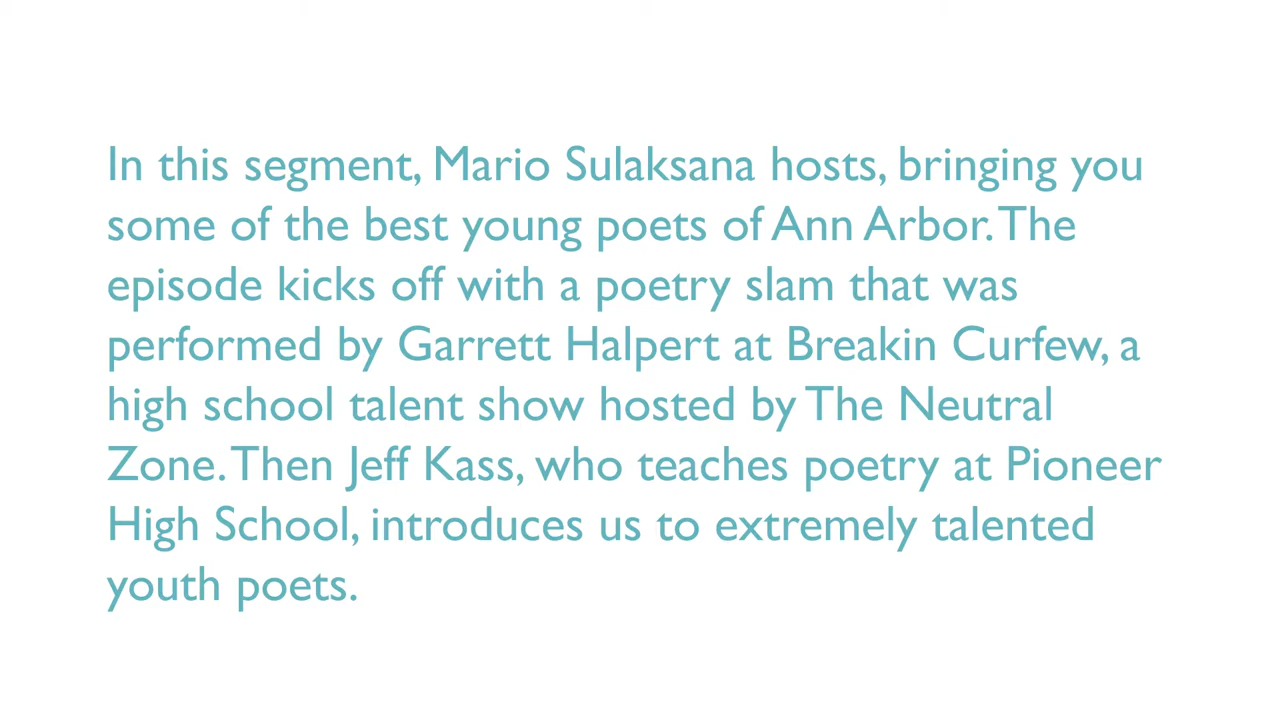 In this segment, Mario Sulaksana hosts, bringing you
some of the best young poets of Ann Arbor. The
episode kicks off with a poetry slam that was
performed by Garrett Halpert at Breakin Curfew, a
high school talent show hosted by The Neutral
Zone. Then Jeff Kass, who teaches poetry at Pioneer
High School, introduces us to extremely talented
youth poets.